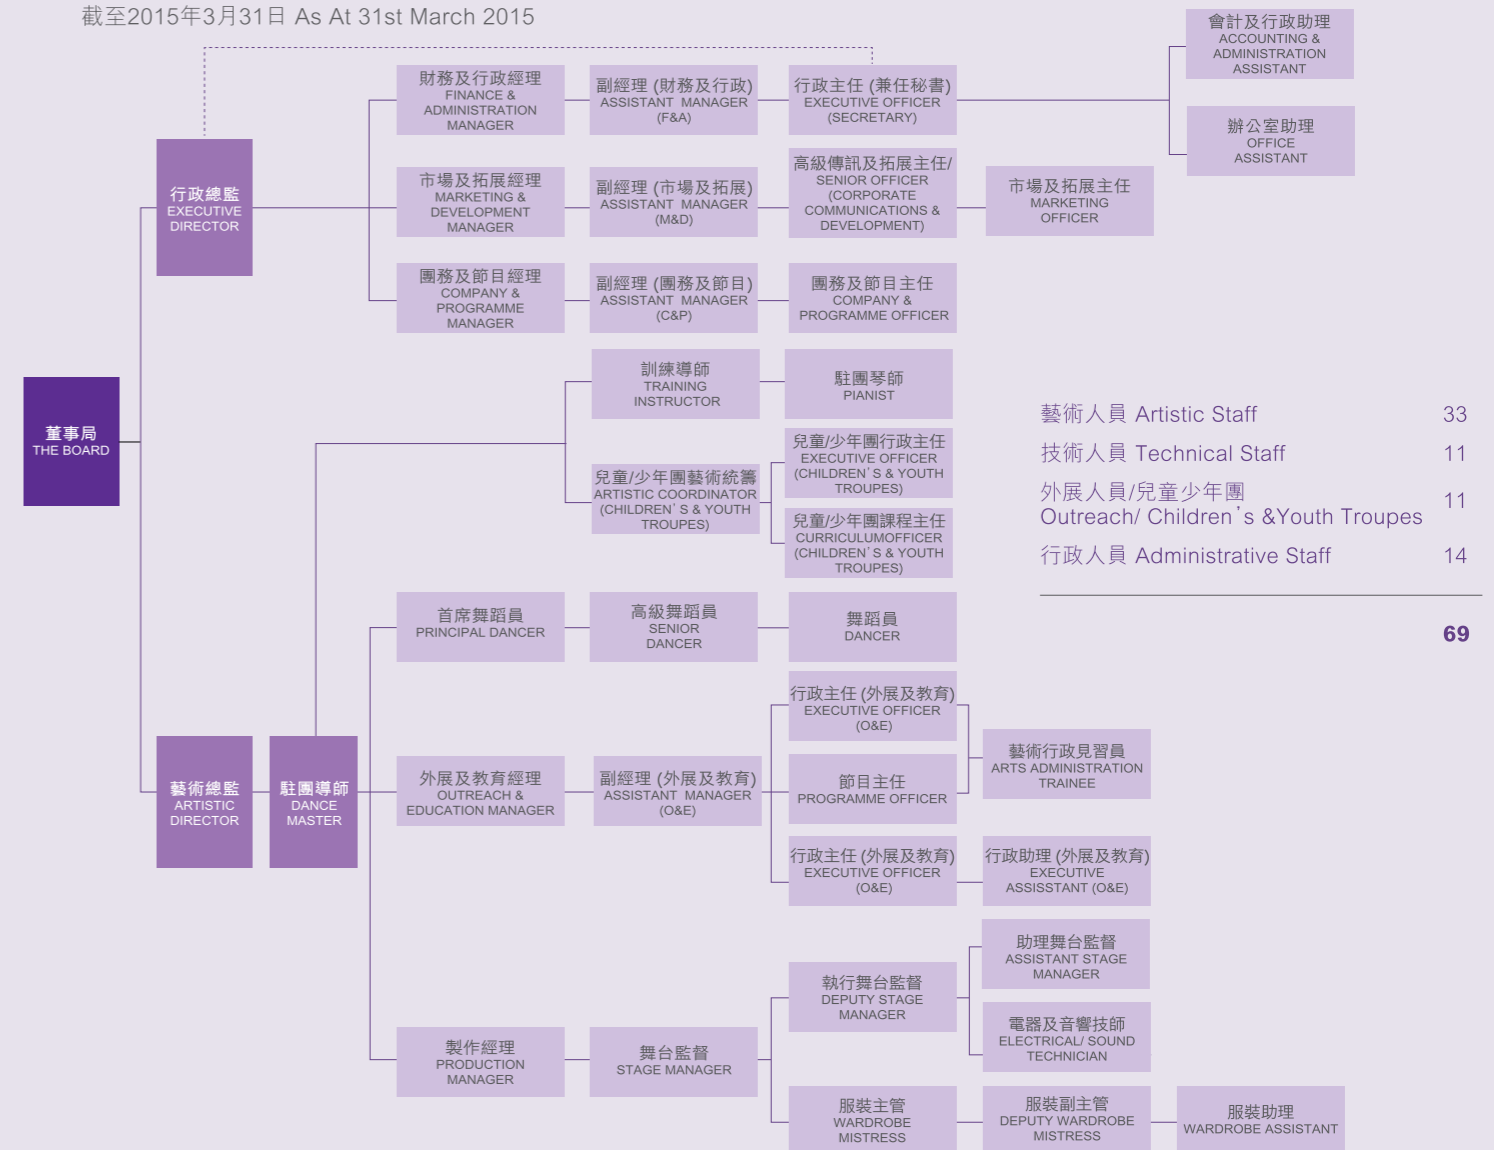 截至2015年3月31日 As At 31st March 2015
會計及行政助理
ACCOUNTING &
ADMINISTRATION
ASSISTANT
財務及行政經理
FINANCE &
ADMINISTRATION
MANAGER
副經理 (財務及行政)
ASSISTANT MANAGER
(F&A)
行政主任 (兼任秘書)
EXECUTIVE OFFICER
(SECRETARY)
辦公室助理
OFFICE
ASSISTANT
行政總監
EXECUTIVE
DIRECTOR
市場及拓展經理
MARKETING &
DEVELOPMENT
MANAGER
副經理 (市場及拓展)
ASSISTANT MANAGER
(M&D)
高級傳訊及拓展主任/
SENIOR OFFICER
(CORPORATE
COMMUNICATIONS &
DEVELOPMENT)
市場及拓展主任
MARKETING
OFFICER
團務及節目經理
COMPANY &
PROGRAMME
MANAGER
副經理 (團務及節目)
ASSISTANT MANAGER
(C&P)
團務及節目主任
COMPANY &
PROGRAMME OFFICER
董事局
THE BOARD
訓練導師
TRAINING
INSTRUCTOR
駐團琴師
PIANIST
兒童/少年團藝術統籌
ARTISTIC COORDINATOR
(CHILDREN’S & YOUTH
TROUPES)
兒童/少年團行政主任
EXECUTIVE OFFICER
(CHILDREN’S & YOUTH
TROUPES)
兒童/少年團課程主任
CURRICULUMOFFICER
(CHILDREN’S & YOUTH
TROUPES)
藝術人員 Artistic Staff 33
技術人員 Technical Staff 11
外展人員/兒童少年團
Outreach/ Children’s &Youth Troupes 11
行政人員 Administrative Staff 14
69
首席舞蹈員
PRINCIPAL DANCER
高級舞蹈員
SENIOR
DANCER
舞蹈員
DANCER
藝術總監
ARTISTIC
DIRECTOR
駐團導師
DANCE
MASTER
外展及教育經理
OUTREACH &
EDUCATION MANAGER
副經理 (外展及教育)
ASSISTANT MANAGER
(O&E)
行政主任 (外展及教育)
EXECUTIVE OFFICER
(O&E)
節目主任
PROGRAMME OFFICER
藝術行政見習員
ARTS ADMINISTRATION
TRAINEE
行政主任 (外展及教育)
EXECUTIVE OFFICER
(O&E)
行政助理 (外展及教育)
EXECUTIVE
ASSISSTANT (O&E)
製作經理
PRODUCTION
MANAGER
舞台監督
STAGE MANAGER
執行舞台監督
DEPUTY STAGE
MANAGER
助理舞台監督
ASSISTANT STAGE
MANAGER
電器及音響技師
ELECTRICAL/ SOUND
TECHNICIAN
服裝主管
WARDROBE
MISTRESS
服裝副主管
DEPUTY WARDROBE
MISTRESS
服裝助理
WARDROBE ASSISTANT